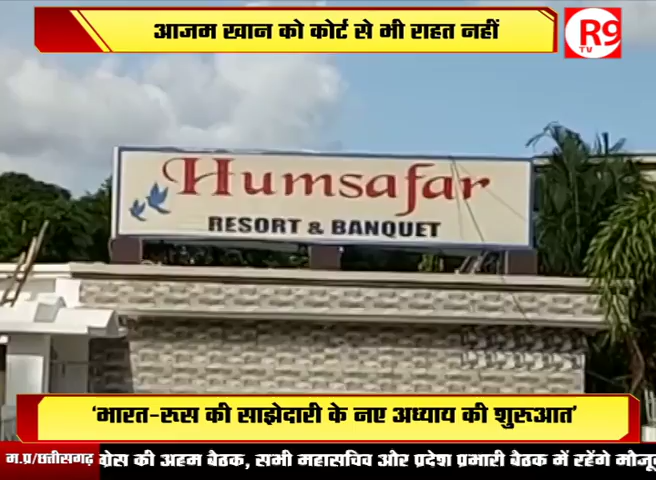 आजम खान को कोर्ट से भी राहत नहीं
R9
TV
Humsafar
RESORT & BANQUET
‘भारत-रूस की साझेदारी के नए अध्याय की शुरूआत’
म.प्र/छत्तीसगढ़
ग्रेस की अहम बैठक, सभी महासचिव और प्रदेश प्रभारी बैठक में रहेंगे मौजू